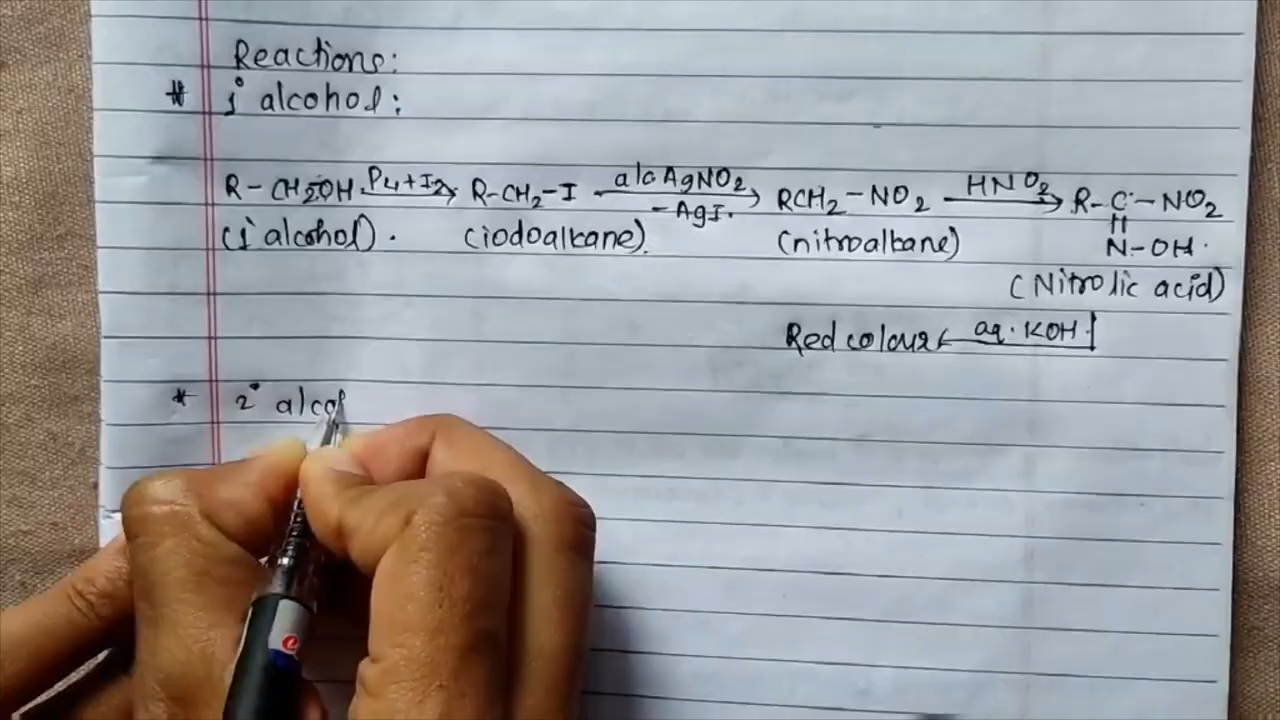 Reactions:
* 1° alcohol:
R-CH2OH P4+I2→ R-CH2-I alc AgNO2→ -AgI. RCH2-NO2 HNO2→ R-C-NO2
(1° alcohol). (iodoalkane). (nitroalkane) N-OH.
(Nitrolic acid)
Red colour← aq. KOH
* 2° alcoh